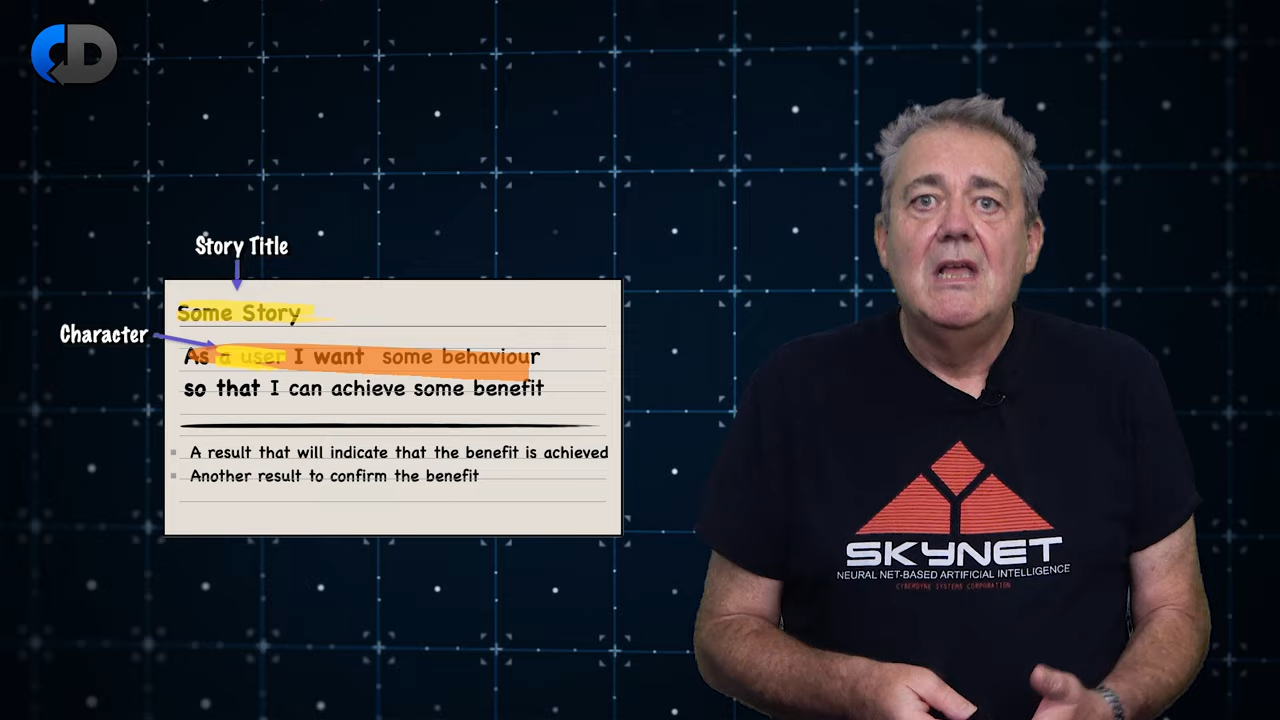 CD
Story Title
Some Story
Character
As a user I want some behaviour
so that I can achieve some benefit
A result that will indicate that the benefit is achieved
Another result to confirm the benefit
SKYNET
NEURAL NET-BASED ARTIFICIAL INTELLIGENCE
CYBERDYNE SYSTEMS CORPORATION